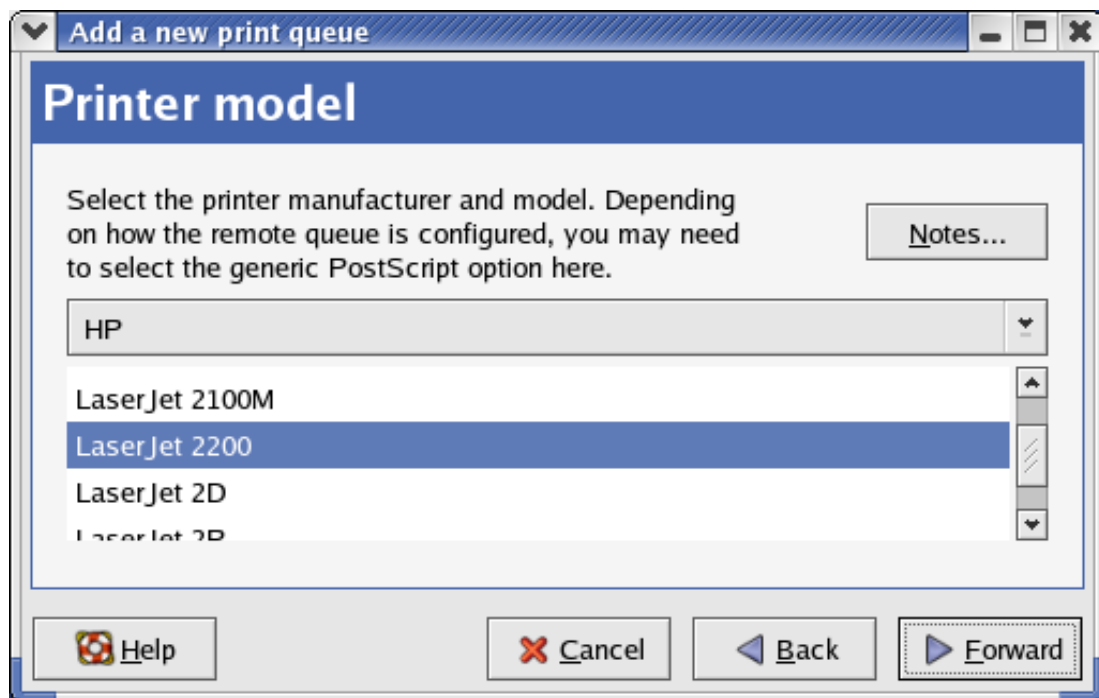 Add a new print queue
Printer model
Select the printer manufacturer and model. Depending
on how the remote queue is configured, you may need
to select the generic PostScript option here.
Notes...
HP
LaserJet 2100M
LaserJet 2200
LaserJet 2D
Help
Cancel
Back
Forward